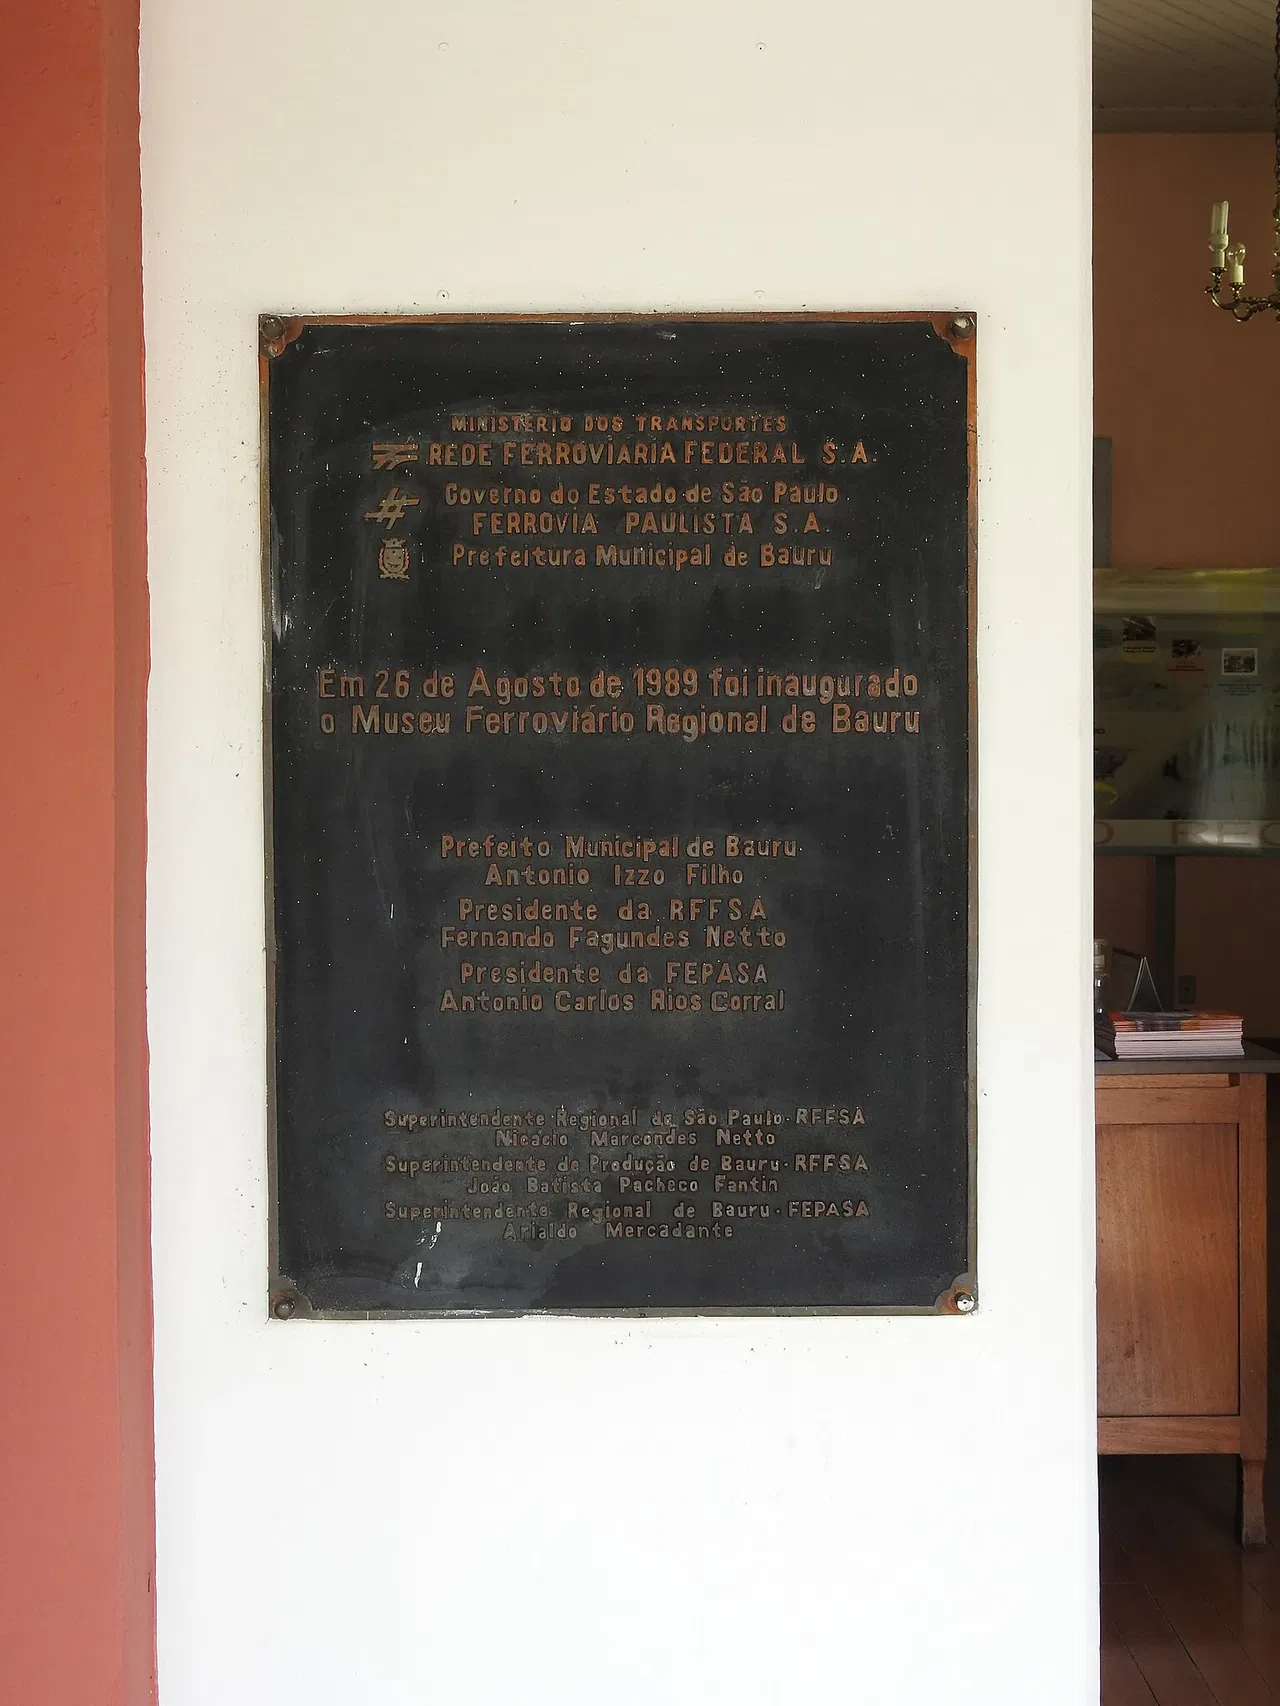 MINISTÉRIO DOS TRANSPORTES
REDE FERROVIÁRIA FEDERAL S.A.
Governo do Estado de São Paulo
FERROVIA PAULISTA S.A.
Prefeitura Municipal de Bauru
Em 26 de Agosto de 1989 foi inaugurado
o Museu Ferroviário Regional de Bauru
Prefeito Municipal de Bauru
Antonio Izzo Filho
Presidente da RFFSA
Fernando Fagundes Netto
Presidente da FEPASA
Antonio Carlos Rios Corral
Superintendente Regional de São Paulo-RFFSA
Nicácio Marcondes Netto
Superintendente de Produção de Bauru-RFFSA
João Batista Pacheco Fantin
Superintendente Regional de Bauru-FEPASA
Arialdo Mercadante
O REG